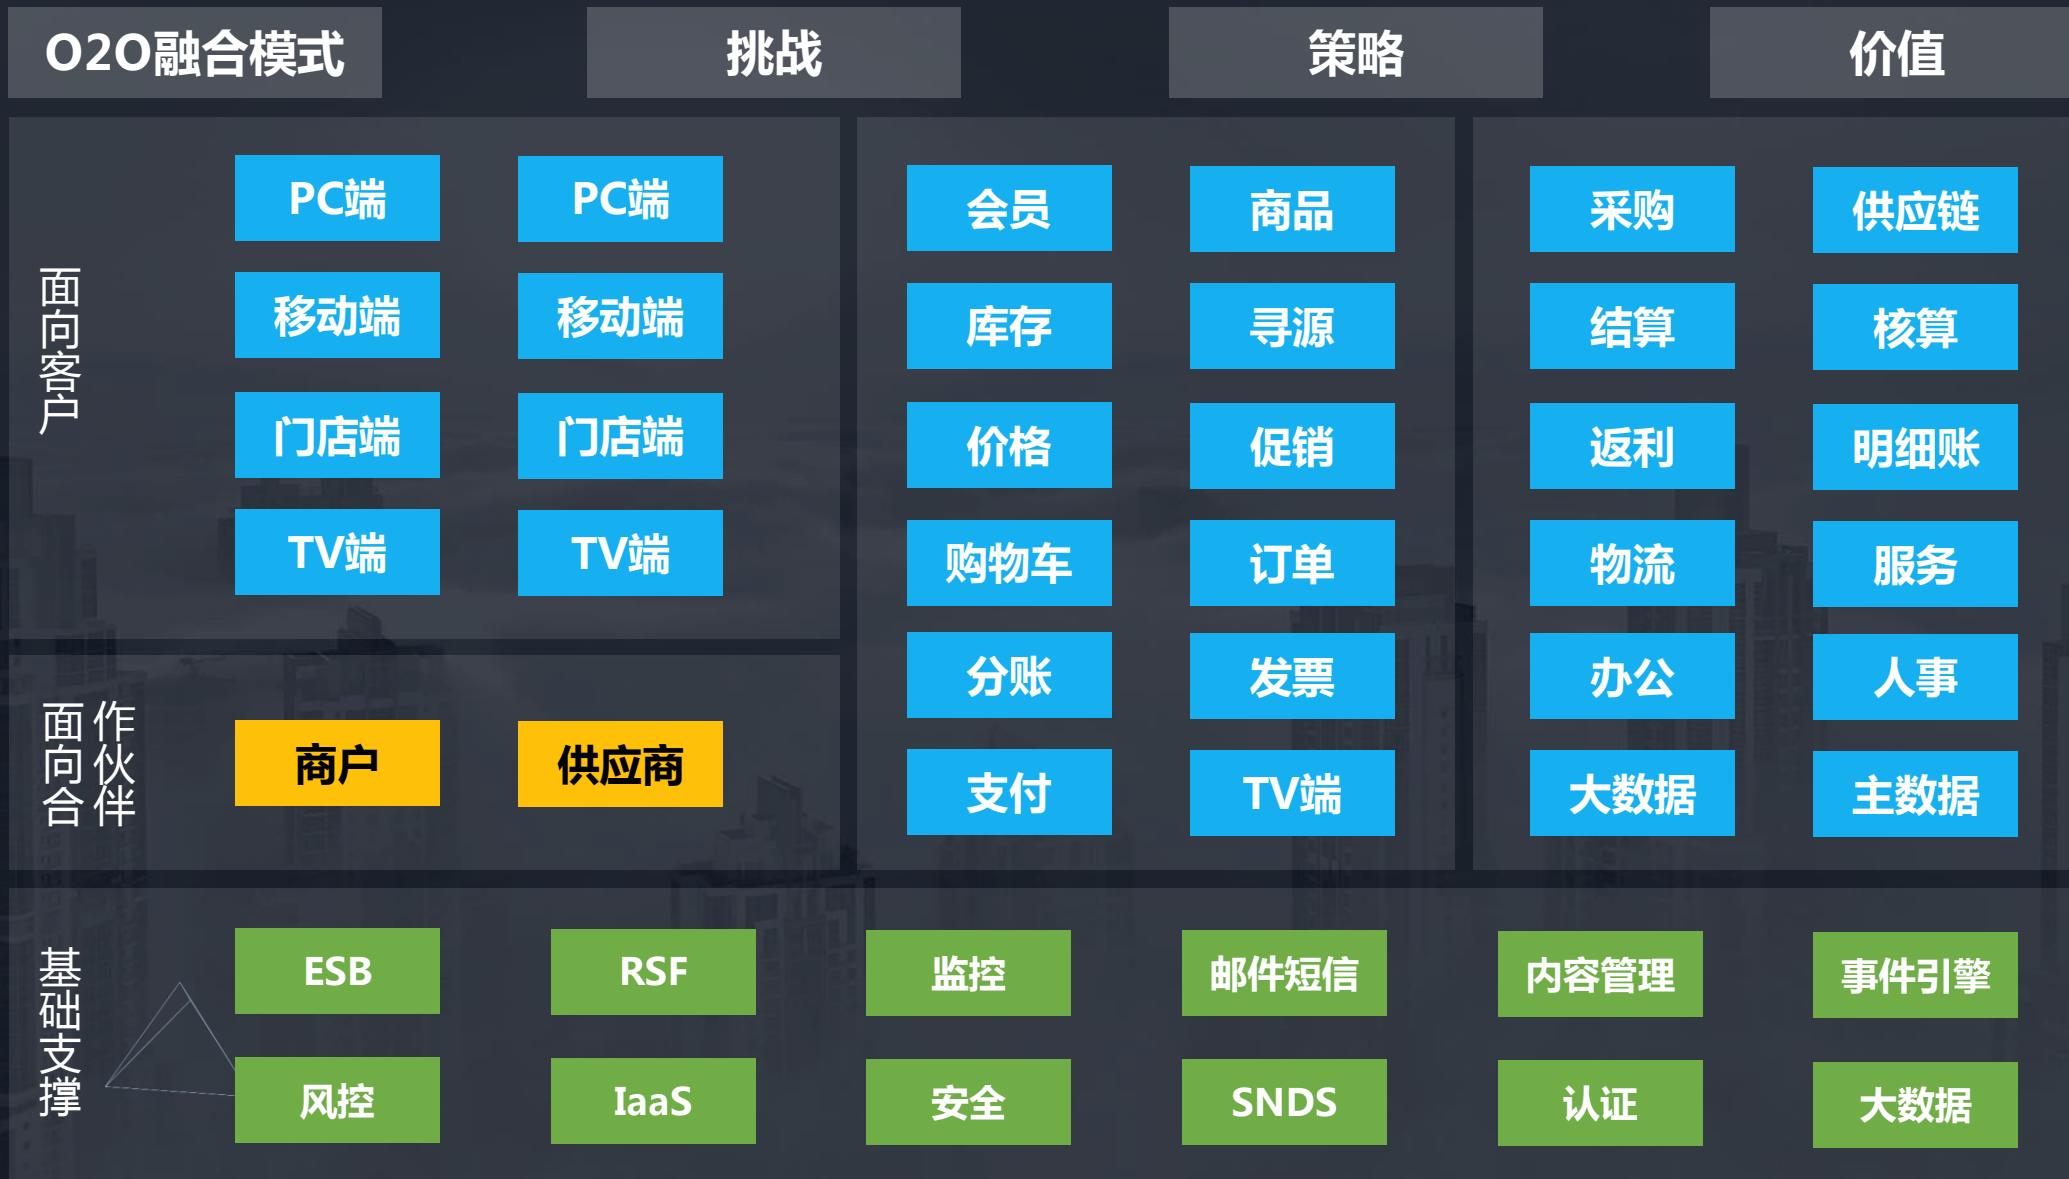 O2O融合模式
挑战
策略
价值
面向客户
PC端
PC端
移动端
移动端
门店端
门店端
TV端
TV端
面向合
作伙伴
商户
供应商
会员
商品
库存
寻源
价格
促销
购物车
订单
分账
发票
支付
TV端
采购
供应链
结算
核算
返利
明细账
物流
服务
办公
人事
大数据
主数据
基础支撑
ESB
RSF
监控
邮件短信
内容管理
事件引擎
风控
IaaS
安全
SNDS
认证
大数据